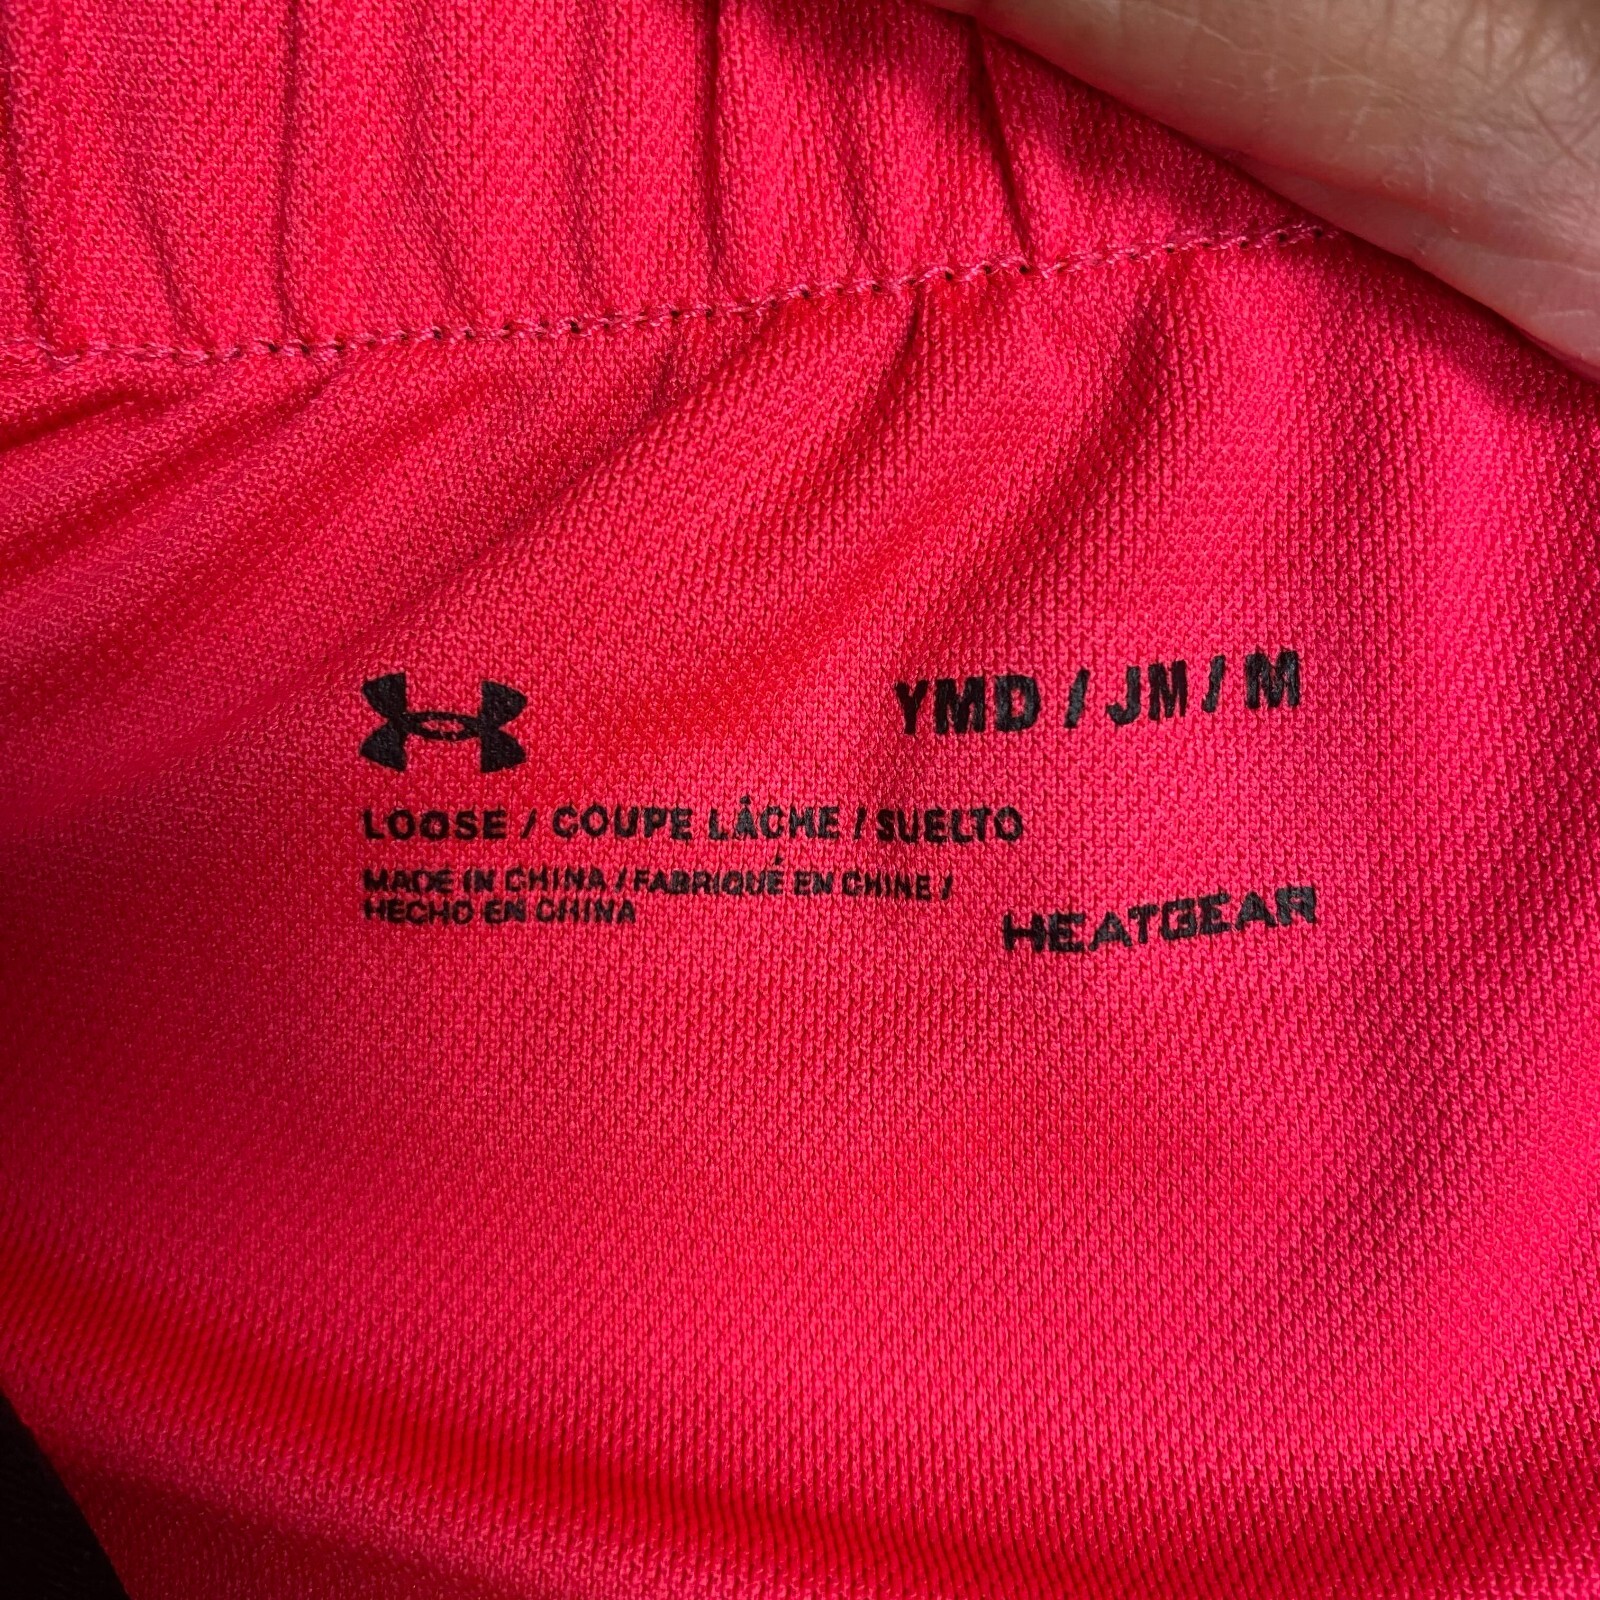 YMD / JM / M
LOOSE / COUPE LÂCHE / SUELTO
MADE IN CHINA / FABRIQUÉ EN CHINE /
HECHO EN CHINA
HEATGEAR